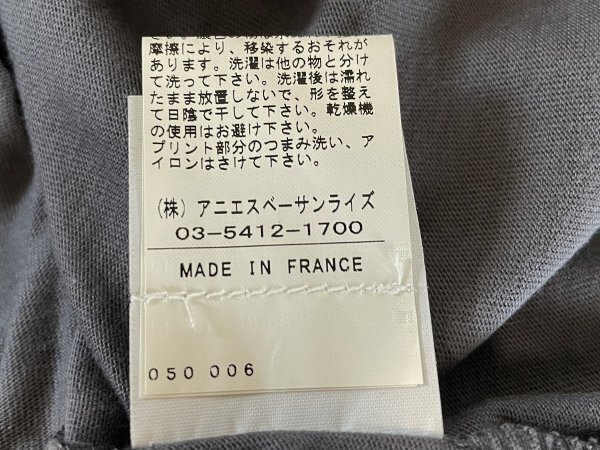 摩擦により、移染するおそれが
あります。洗濯は他の物と分け
て洗って下さい。洗濯後は濡れ
たまま放置しないで、形を整え
て日陰で干して下さい。乾燥機
の使用はお避け下さい。
プリント部分のつまみ洗い、ア
イロンはさけて下さい。
(株) アニエスベーサンライズ
03-5412-1700
MADE IN FRANCE
050 006